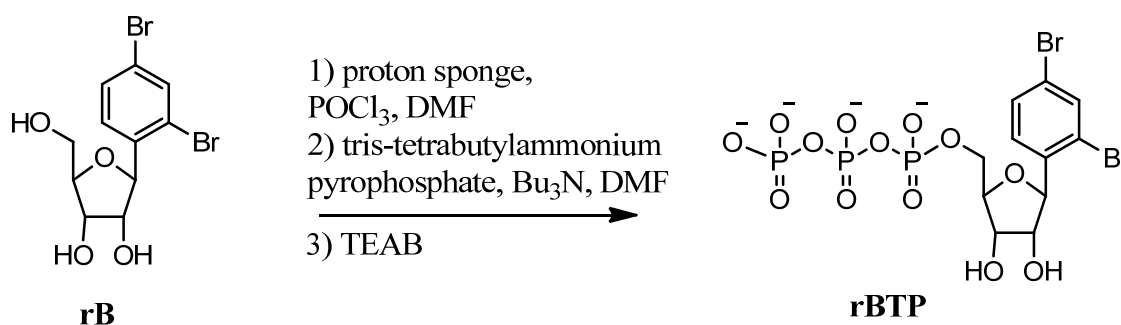 Br
Br
HO
O
HO OH
rB
1) proton sponge,
POCl₃, DMF
2) tris-tetrabutylammonium
pyrophosphate, Bu₃N, DMF
3) TEAB
Br
B
O⁻ O⁻ O⁻
⁻O P O P O P O
O O O
O
HO OH
rBTP